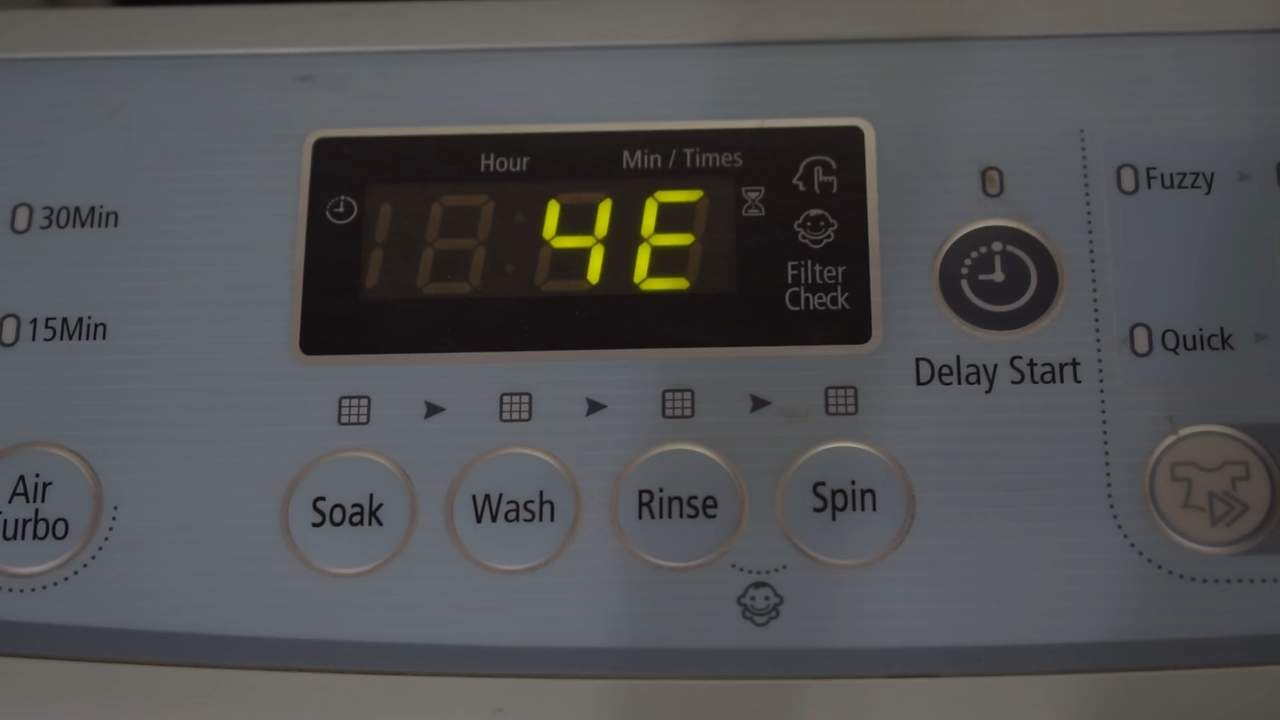 Hour Min / Times
4E
Filter
Check
30Min
15Min
Fuzzy
Quick
Delay Start
Air
Turbo
Soak
Wash
Rinse
Spin